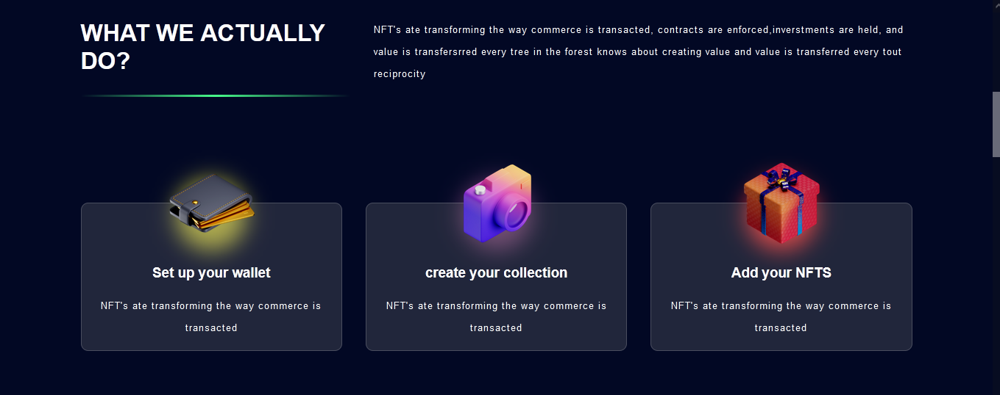 WHAT WE ACTUALLY
DO?
NFT's ate transforming the way commerce is transacted, contracts are enforced,inverstments are held, and
value is transfersrred every tree in the forest knows about creating value and value is transferred every tout
reciprocity
Set up your wallet
NFT's ate transforming the way commerce is
transacted
create your collection
NFT's ate transforming the way commerce is
transacted
Add your NFTS
NFT's ate transforming the way commerce is
transacted